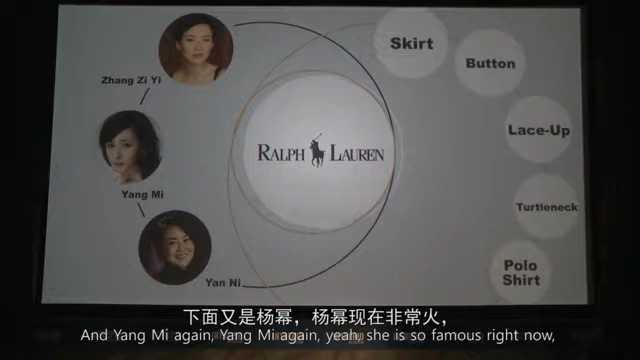 Skirt
Button
Zhang Zi Yi
Lace-Up
RALPH LAUREN
Yang Mi
Turtleneck
Yan Ni
Polo
Shirt
下面又是杨幂，杨幂现在非常火，
And Yang Mi again, Yang Mi again, yeah, she is so famous right now,